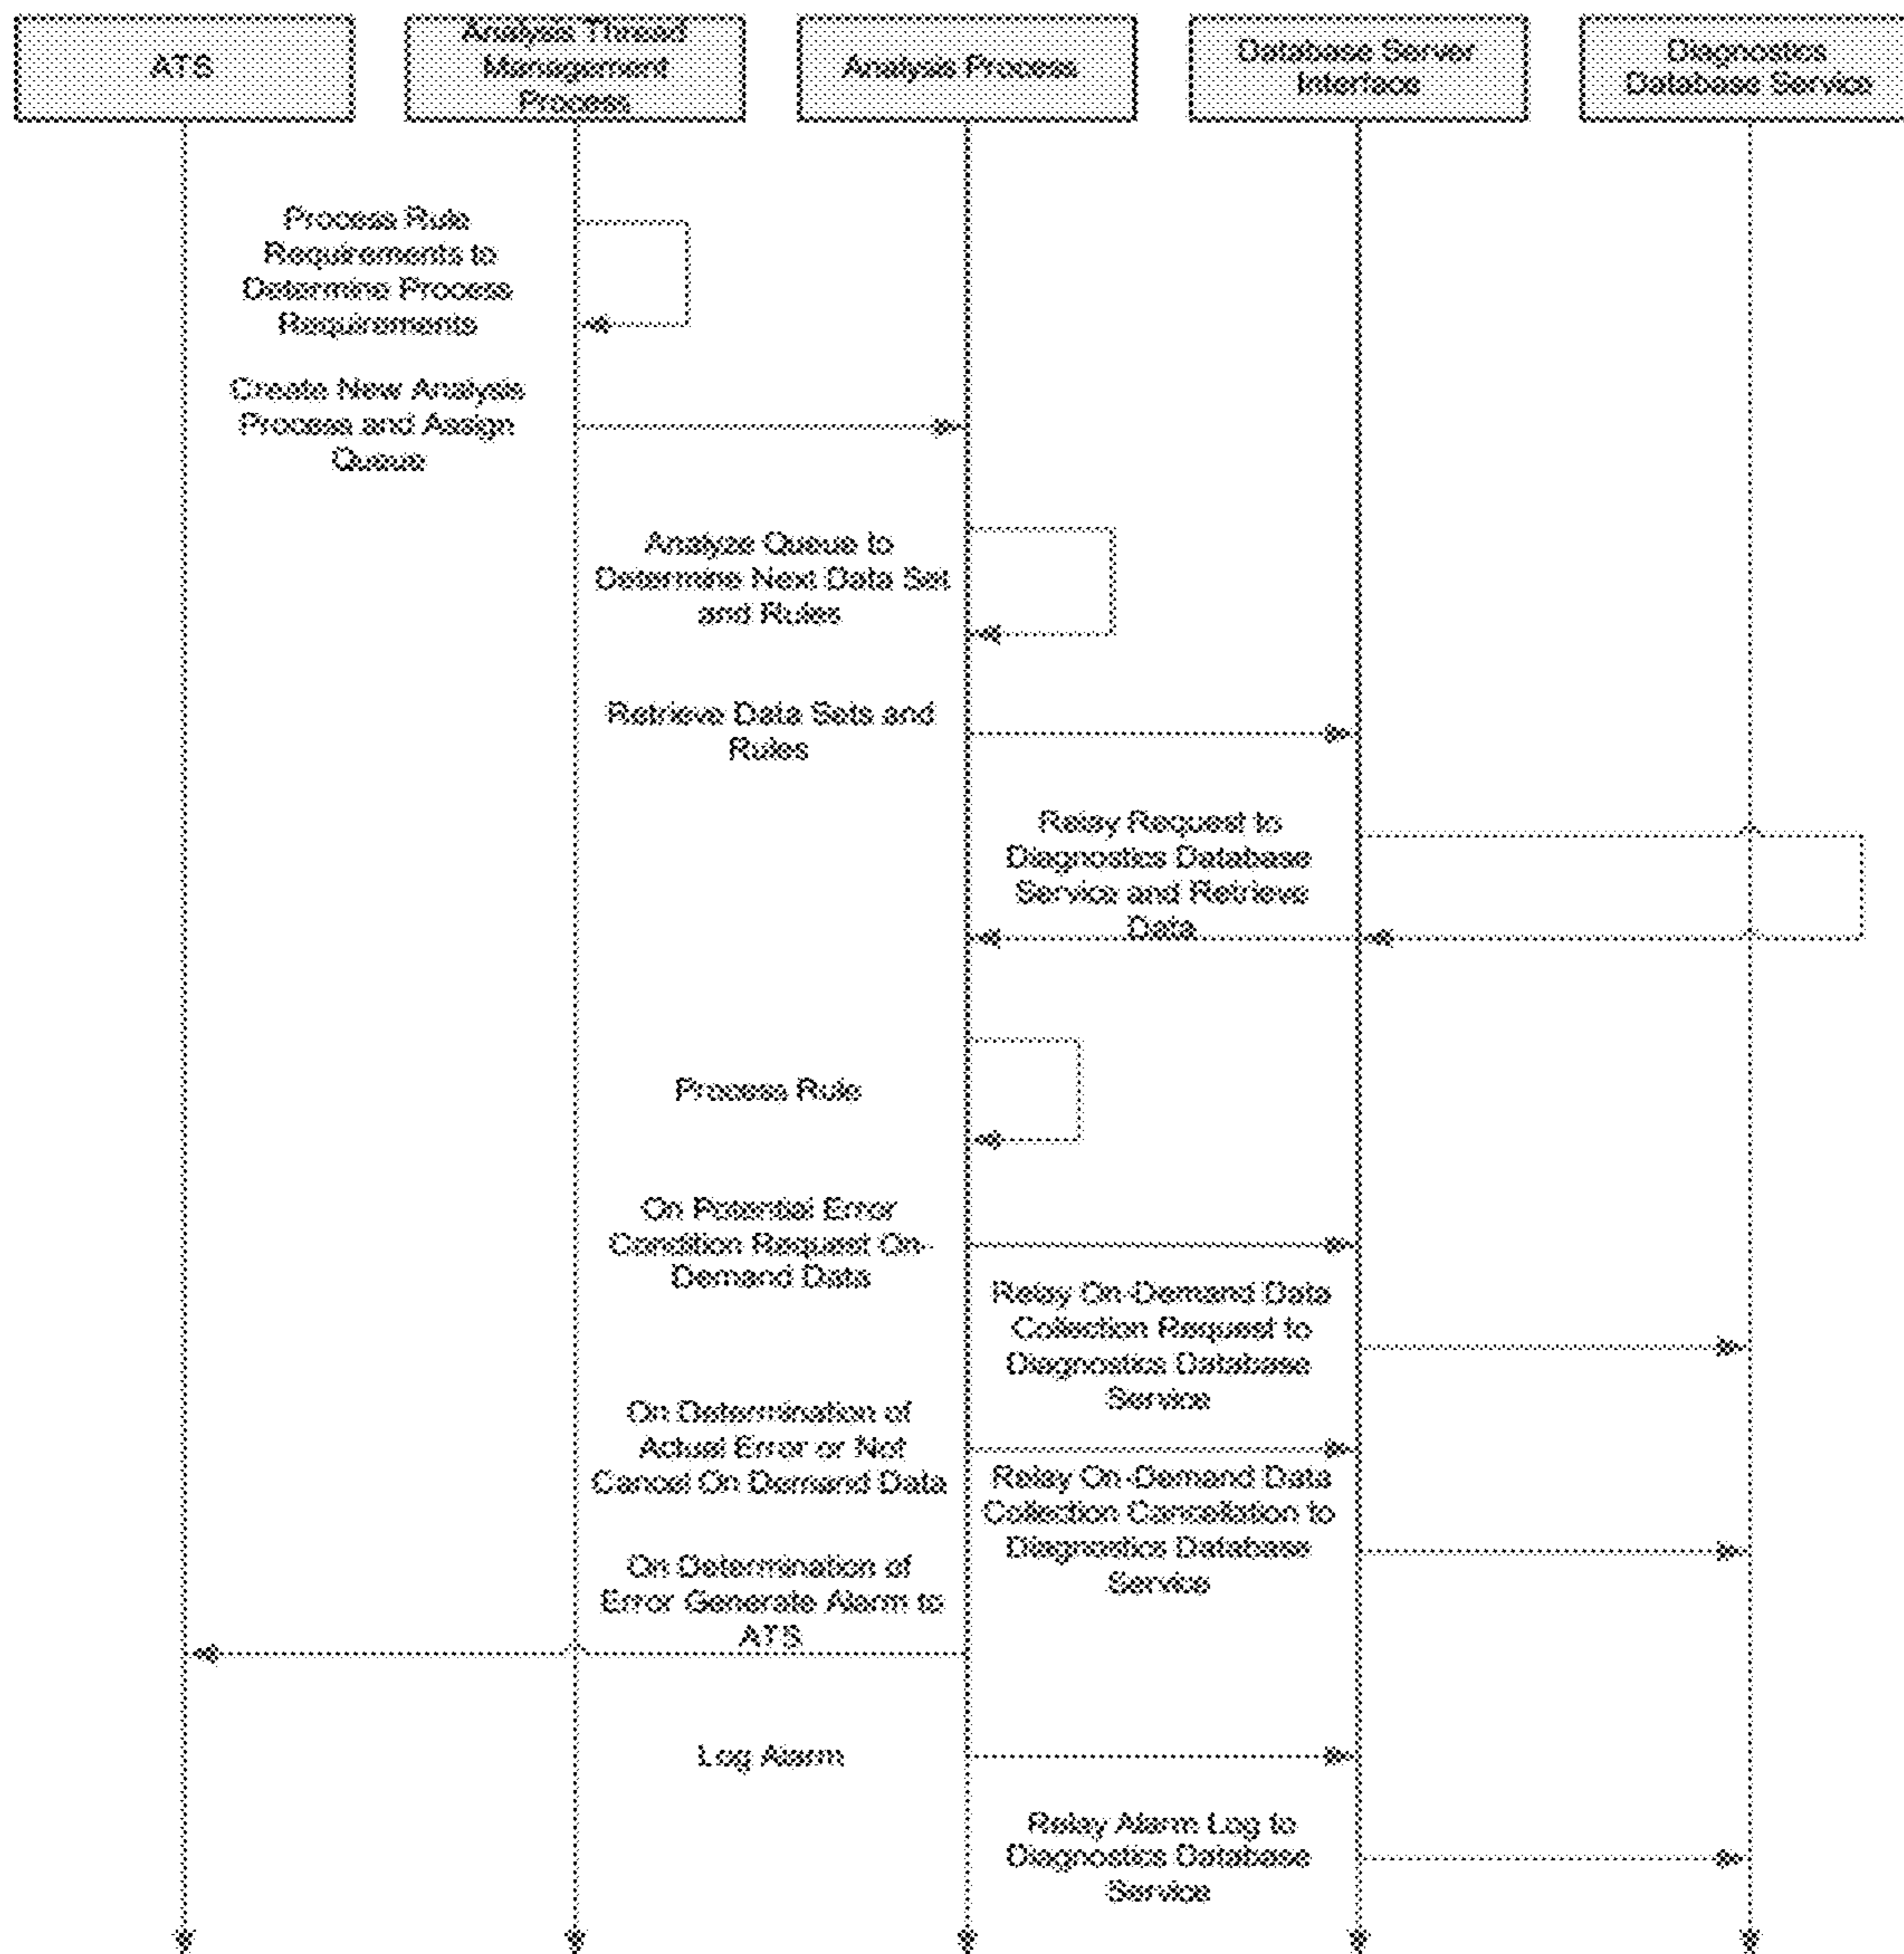 ATS
Analysis Thread
Management
Process
Analysis Process
Database Server
Interface
Diagnostics
Database Service
Process Rule
Requirements to
Determine Process
Requirements
Create New Analysis
Process and Assign
Queue
Analyze Queue to
Determine Next Data Set
and Rules
Retrieve Data Sets and
Rules
Relay Request to
Diagnostics Database
Service and Retrieve
Data
Process Rule
On Potential Error
Condition Request On-
Demand Data
Relay On-Demand Data
Collection Request to
Diagnostics Database
Service
On Determination of
Actual Error or Not
Cancel On Demand Data
Relay On-Demand Data
Collection Cancellation to
Diagnostics Database
Service
On Determination of
Error Generate Alarm to
ATS
Log Alarm
Relay Alarm Log to
Diagnostics Database
Service